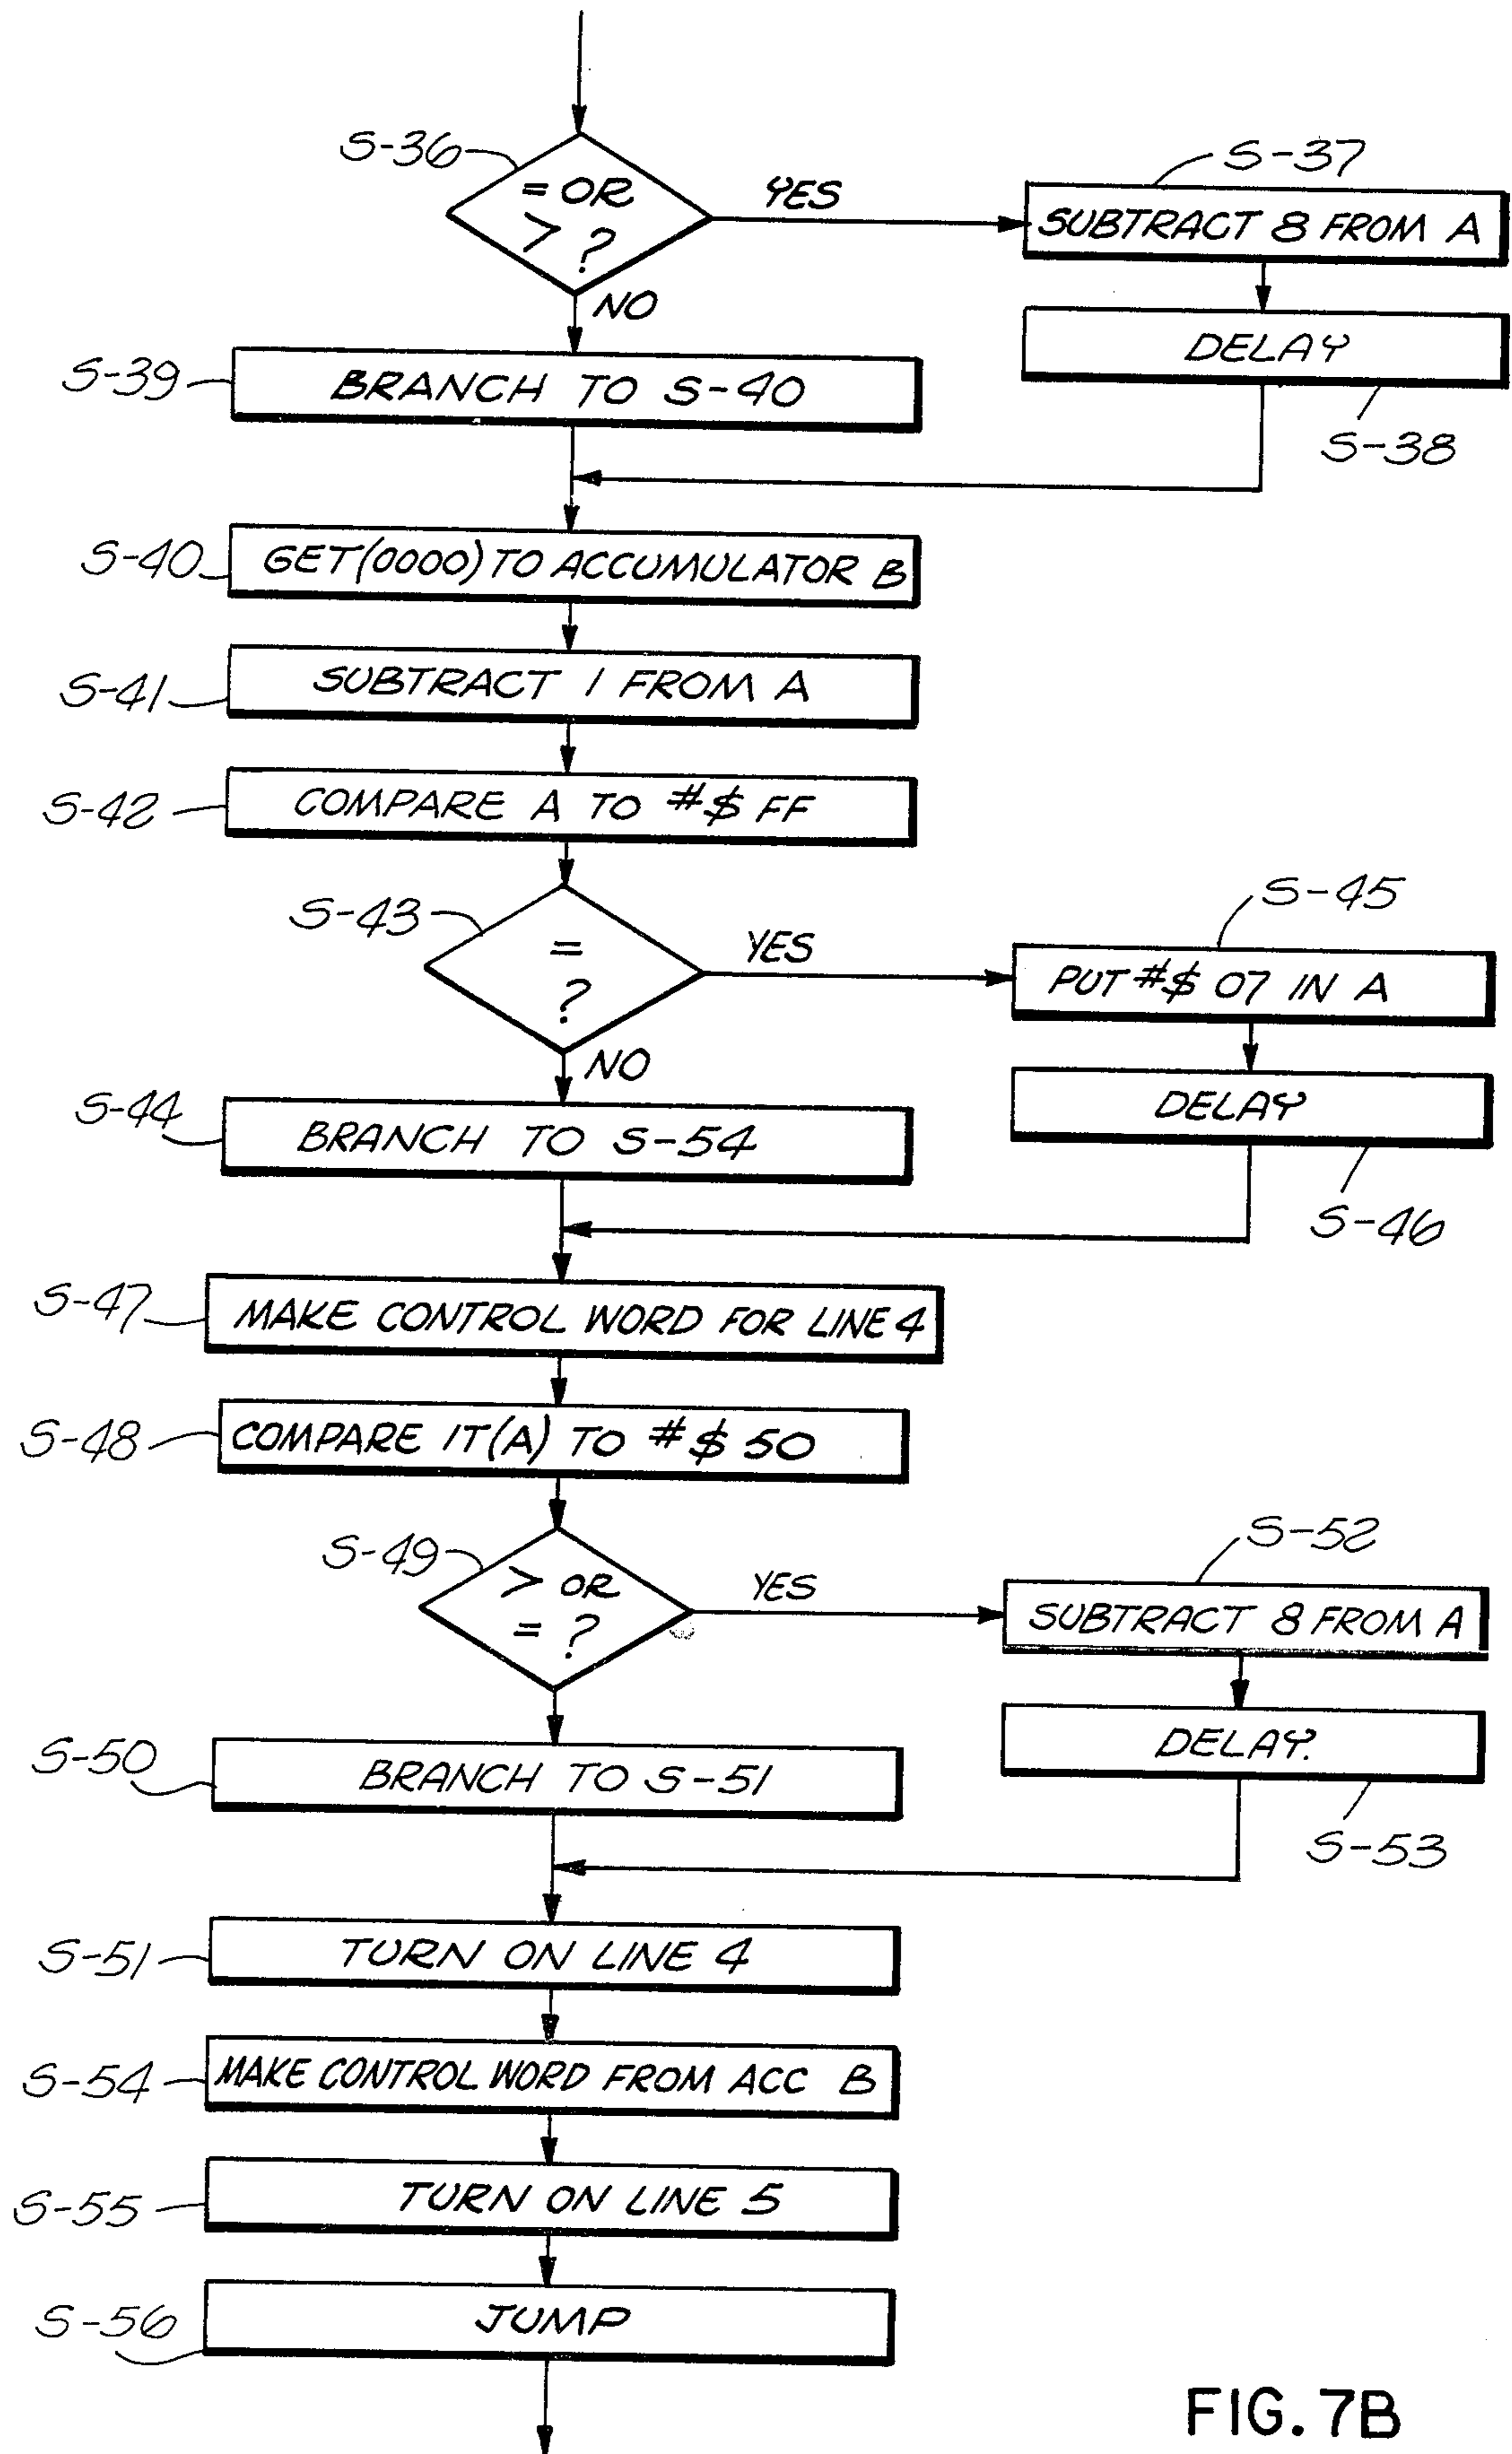 S-36
= OR
> ?
YES
S-37
SUBTRACT 8 FROM A
NO
DELAY
S-38
S-39
BRANCH TO S-40
S-40
GET(0000) TO ACCUMULATOR B
S-41
SUBTRACT 1 FROM A
S-42
COMPARE A TO #$ FF
S-43
=
?
YES
S-45
PUT #$ 07 IN A
NO
DELAY
S-46
S-44
BRANCH TO S-54
S-47
MAKE CONTROL WORD FOR LINE 4
S-48
COMPARE IT(A) TO #$ 50
S-49
> OR
= ?
YES
S-52
SUBTRACT 8 FROM A
DELAY.
S-53
S-50
BRANCH TO S-51
S-51
TURN ON LINE 4
S-54
MAKE CONTROL WORD FROM ACC B
S-55
TURN ON LINE 5
S-56
JUMP
FIG. 7B